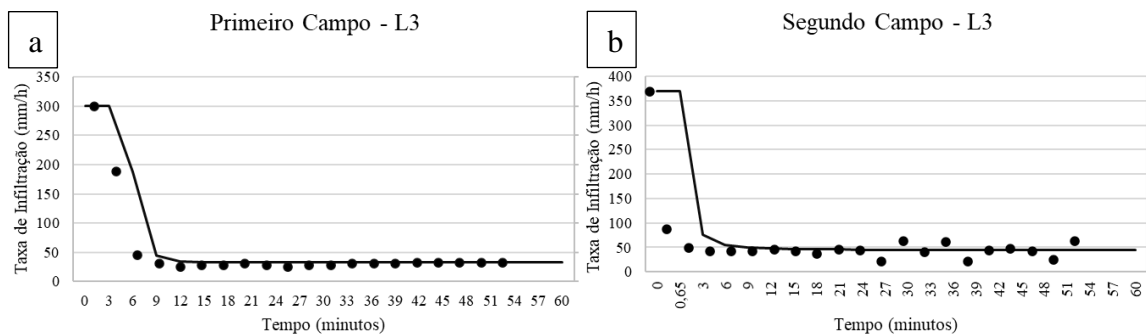 a
Primeiro Campo - L3
Taxa de Infiltração (mm/h)
350
300
250
200
150
100
50
0
0 3 6 9 12 15 18 21 24 27 30 33 36 39 42 45 48 51 54 57 60
Tempo (minutos)
b
Segundo Campo - L3
Taxa de Infiltração (mm/h)
400
350
300
250
200
150
100
50
0
0 0,65 3 6 9 12 15 18 21 24 27 30 33 36 39 42 45 48 51 54 57 60
Tempo (minutos)